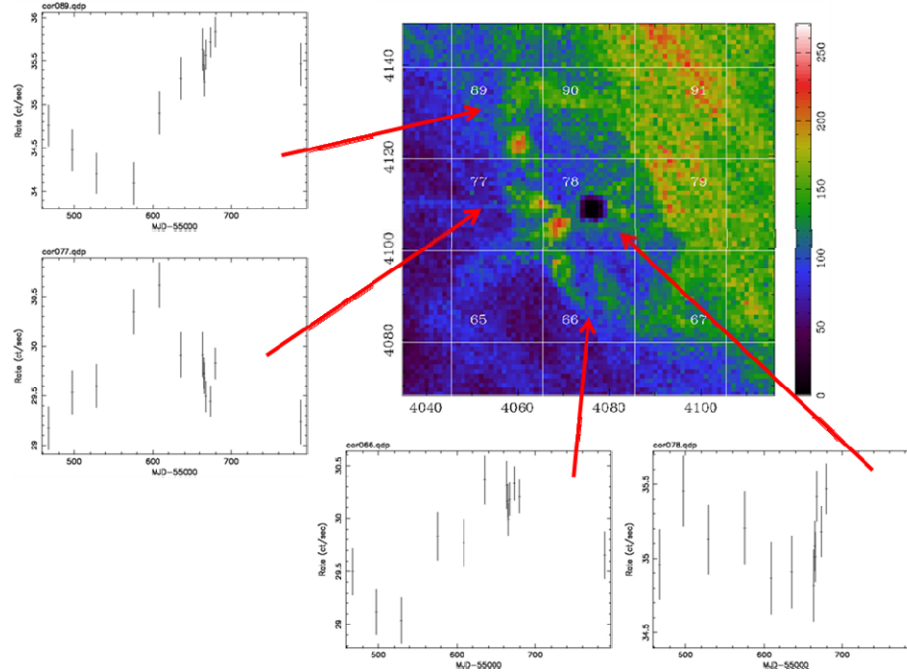 cor089.qdp
Rate (ct/sec)
36
35.5
35
34.5
34
500 600 700
MJD-55000
cor077.qdp
Rate (ct/sec)
30.5
30
29.5
29
500 600 700
MJD-55000
4140
4120
4100
4080
89 90 91
77 78 79
65 66 67
4040 4060 4080 4100
250
200
150
100
50
0
cor066.qdp
Rate (ct/sec)
30.5
30
29.5
29
500 600 700
MJD-55000
cor078.qdp
Rate (ct/sec)
35.5
35
34.5
500 600 700
MJD-55000